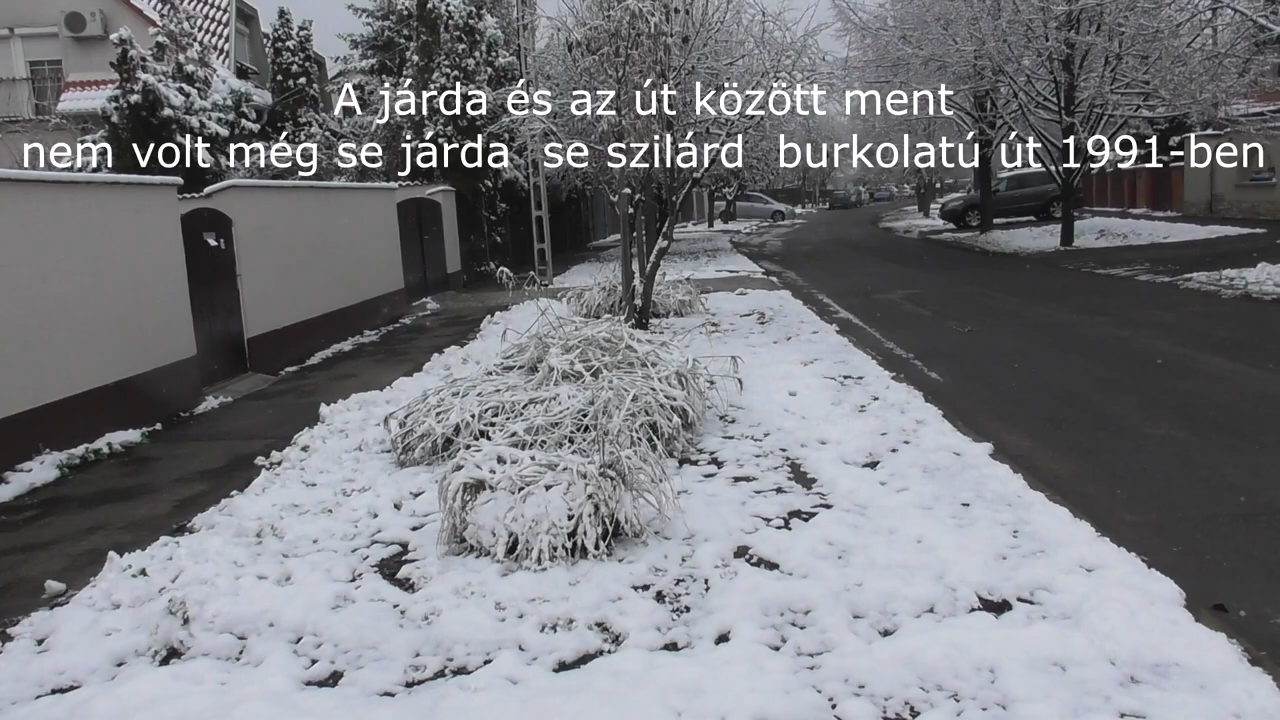 A járda és az út között ment
nem volt még se járda  se szilárd  burkolatú út 1991-ben